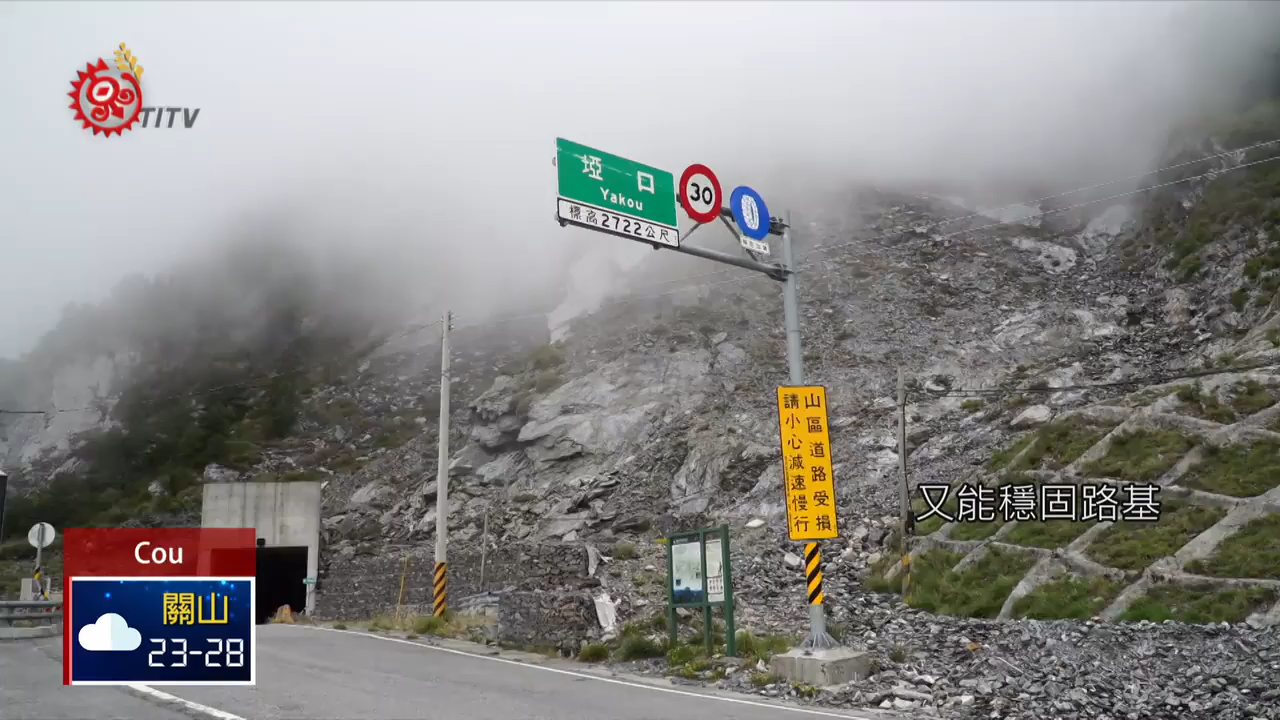 TITV
埡口
Yakou
標高2722公尺
30
山區道路受損
請小心減速慢行
又能穩固路基
Cou
關山
23-28